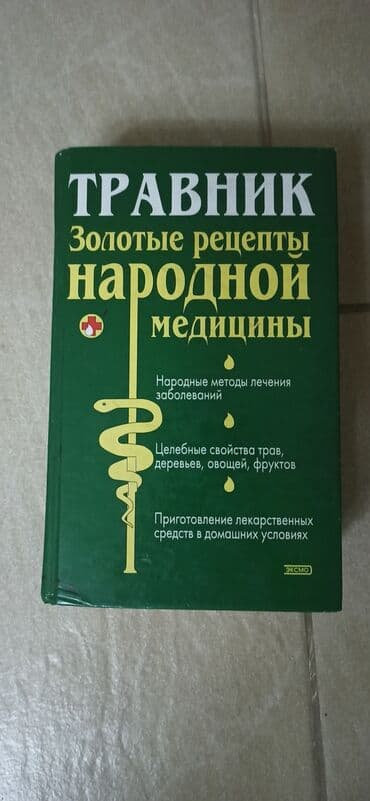 ТРАВНИК
Золотые рецепты
народной
медицины
Народные методы лечения
заболеваний
Целебные свойства трав,
деревьев, овощей, фруктов
Приготовление лекарственных
средств в домашних условиях
ЭКСМО